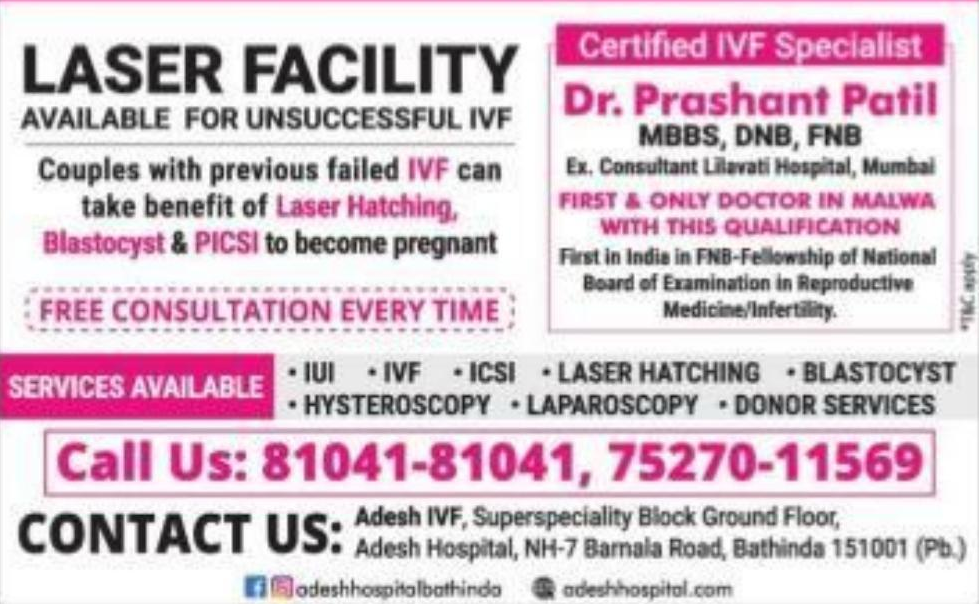 LASER FACILITY
AVAILABLE FOR UNSUCCESSFUL IVF
Couples with previous failed IVF can
take benefit of Laser Hatching,
Blastocyst & PICSI to become pregnant
FREE CONSULTATION EVERY TIME
Certified IVF Specialist
Dr. Prashant Patil
MBBS, DNB, FNB
Ex. Consultant Lilavati Hospital, Mumbai
FIRST & ONLY DOCTOR IN MALWA
WITH THIS QUALIFICATION
First in India in FNB-Fellowship of National
Board of Examination in Reproductive
Medicine/Infertility.
*T&C apply
SERVICES AVAILABLE
• IUI • IVF • ICSI • LASER HATCHING • BLASTOCYST
• HYSTEROSCOPY • LAPAROSCOPY • DONOR SERVICES
Call Us: 81041-81041, 75270-11569
CONTACT US: Adesh IVF, Superspeciality Block Ground Floor,
Adesh Hospital, NH-7 Barnala Road, Bathinda 151001 (Pb.)
adeshhospitalbathinda adeshhospital.com